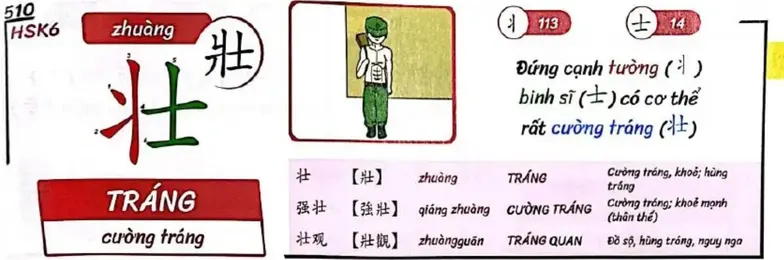 510
HSK6
zhuàng
壯
壮
TRÁNG
cường tráng
丬 113
士 14
Đứng cạnh tường (丬)
binh sĩ (士) có cơ thể
rất cường tráng (壮)
壮 【壯】 zhuàng TRÁNG Cường tráng, khoẻ; hùng tráng
强壮 【強壯】 qiáng zhuàng CƯỜNG TRÁNG Cường tráng; khoẻ mạnh (thân thể)
壮观 【壯觀】 zhuàngguān TRÁNG QUAN Đồ sộ, hùng tráng, nguy nga